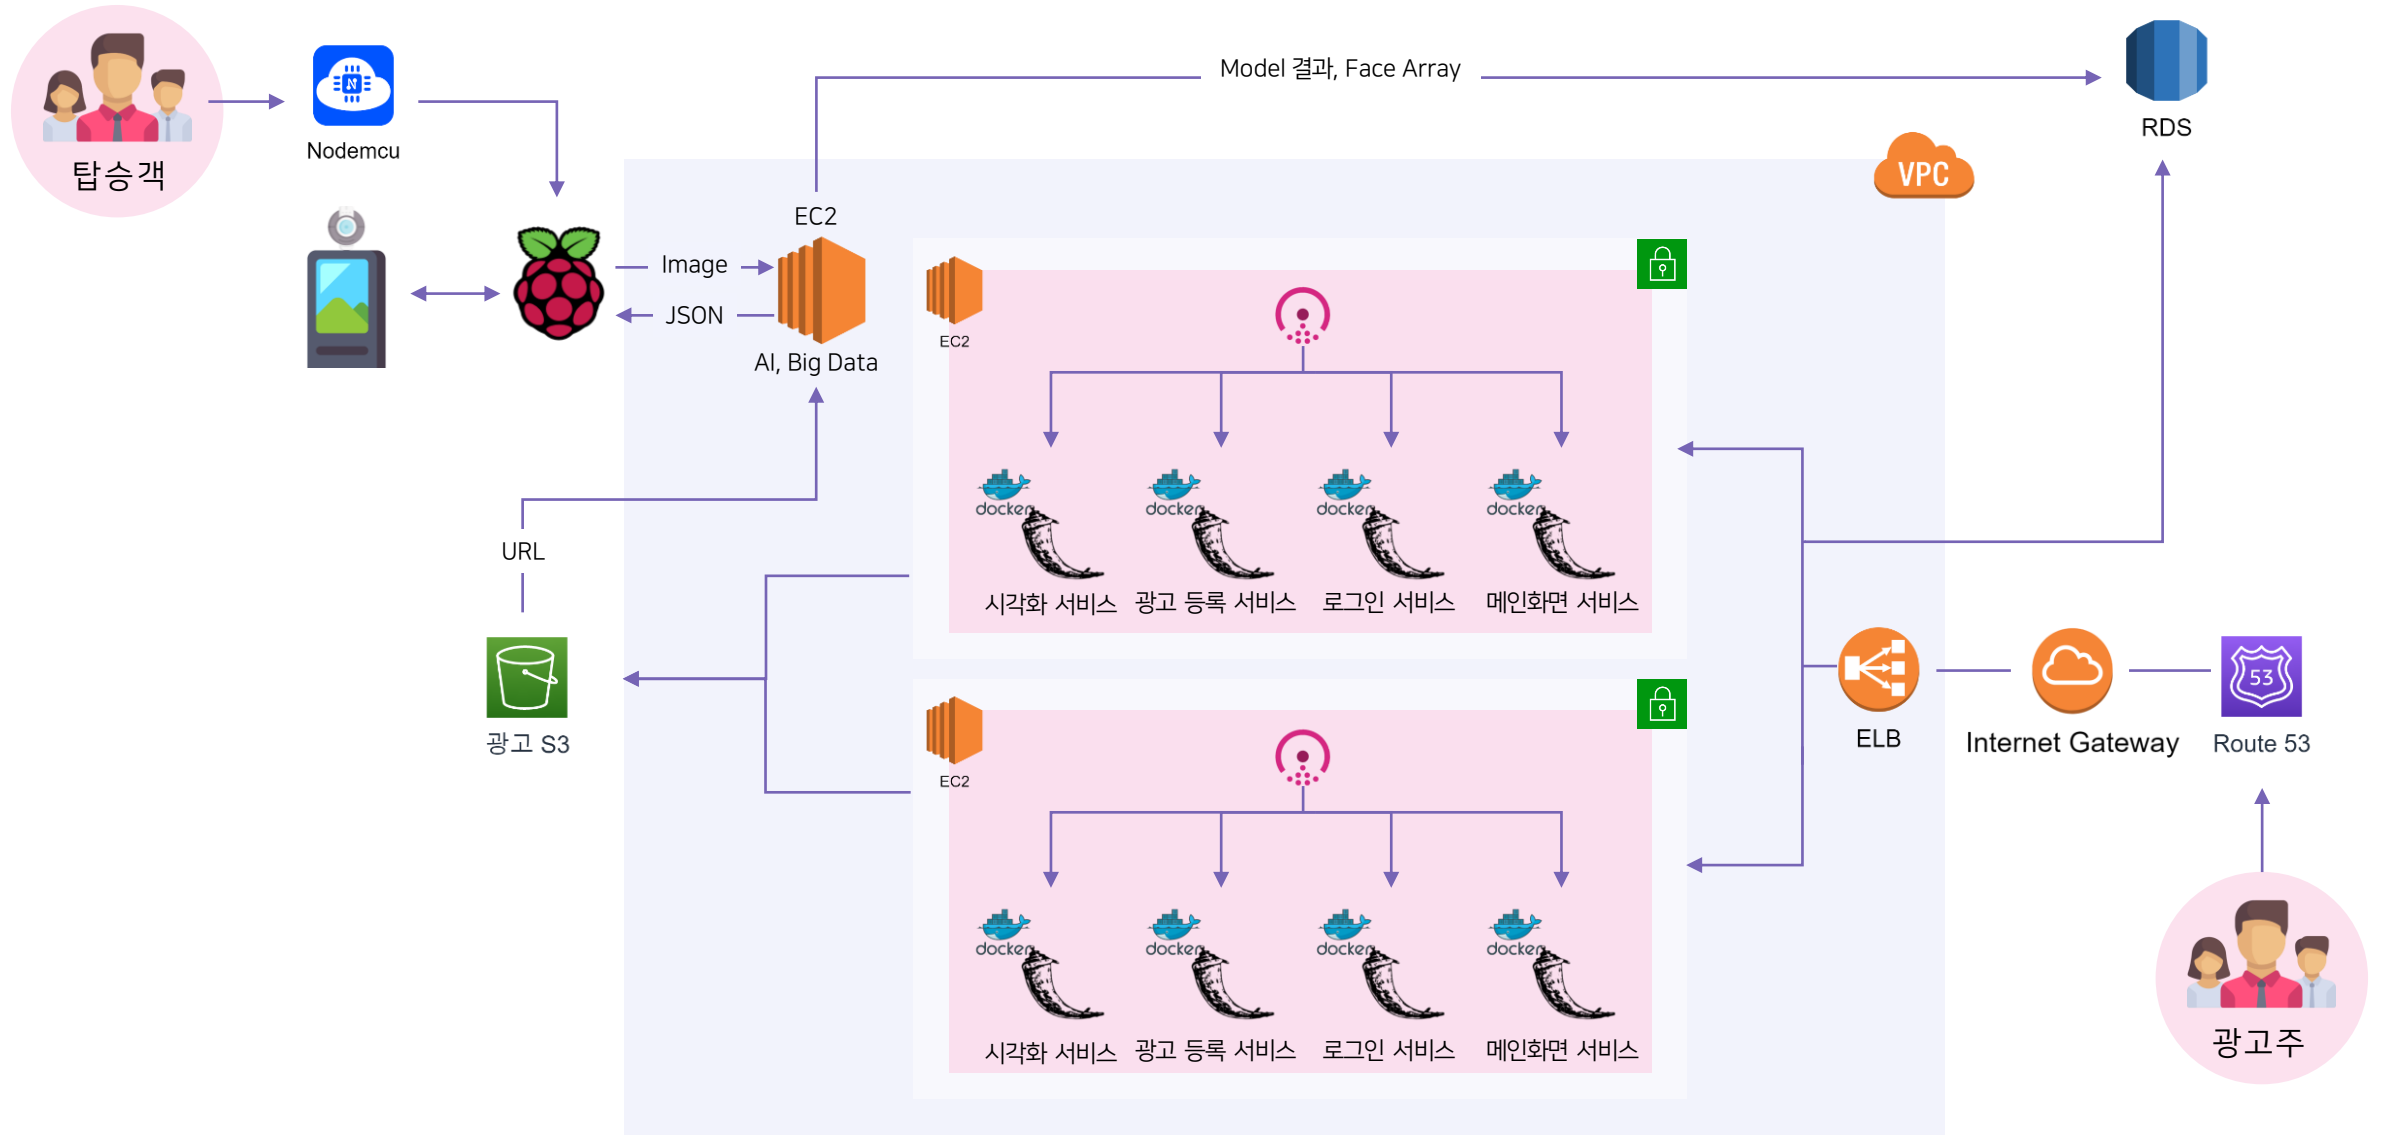 Model 결과, Face Array
RDS
탑승객
Nodemcu
N
VPC
EC2
Image
JSON
AI, Big Data
EC2
docker
docker
docker
docker
시각화 서비스
광고 등록 서비스
로그인 서비스
메인화면 서비스
URL
광고 S3
ELB
Internet Gateway
53
Route 53
EC2
docker
docker
docker
docker
시각화 서비스
광고 등록 서비스
로그인 서비스
메인화면 서비스
광고주